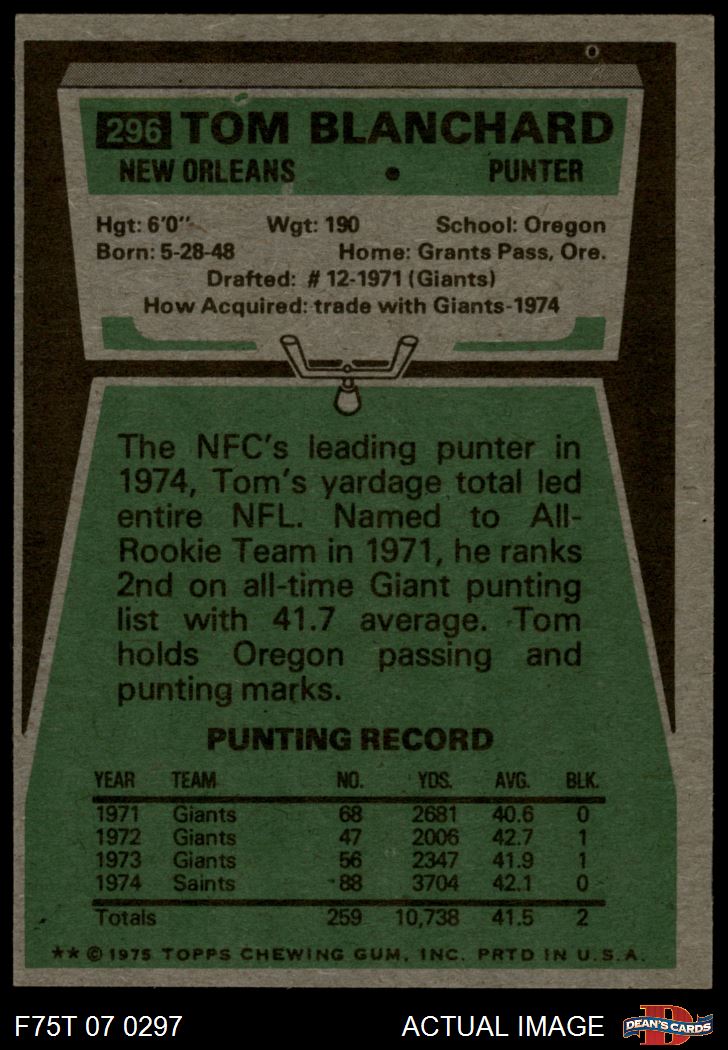 296 TOM BLANCHARD
NEW ORLEANS • PUNTER
Hgt: 6'0" Wgt: 190 School: Oregon
Born: 5-28-48 Home: Grants Pass, Ore.
Drafted: # 12-1971 (Giants)
How Acquired: trade with Giants-1974
The NFC's leading punter in
1974, Tom's yardage total led
entire NFL. Named to All-
Rookie Team in 1971, he ranks
2nd on all-time Giant punting
list with 41.7 average. Tom
holds Oregon passing and
punting marks.
PUNTING RECORD
YEAR TEAM NO. YDS. AVG. BLK.
1971 Giants 68 2681 40.6 0
1972 Giants 47 2006 42.7 1
1973 Giants 56 2347 41.9 1
1974 Saints 88 3704 42.1 0
Totals 259 10,738 41.5 2
** © 1975 TOPPS CHEWING GUM, INC. PRTD IN U.S.A.
F75T 07 0297 ACTUAL IMAGE DEAN'S CARDS